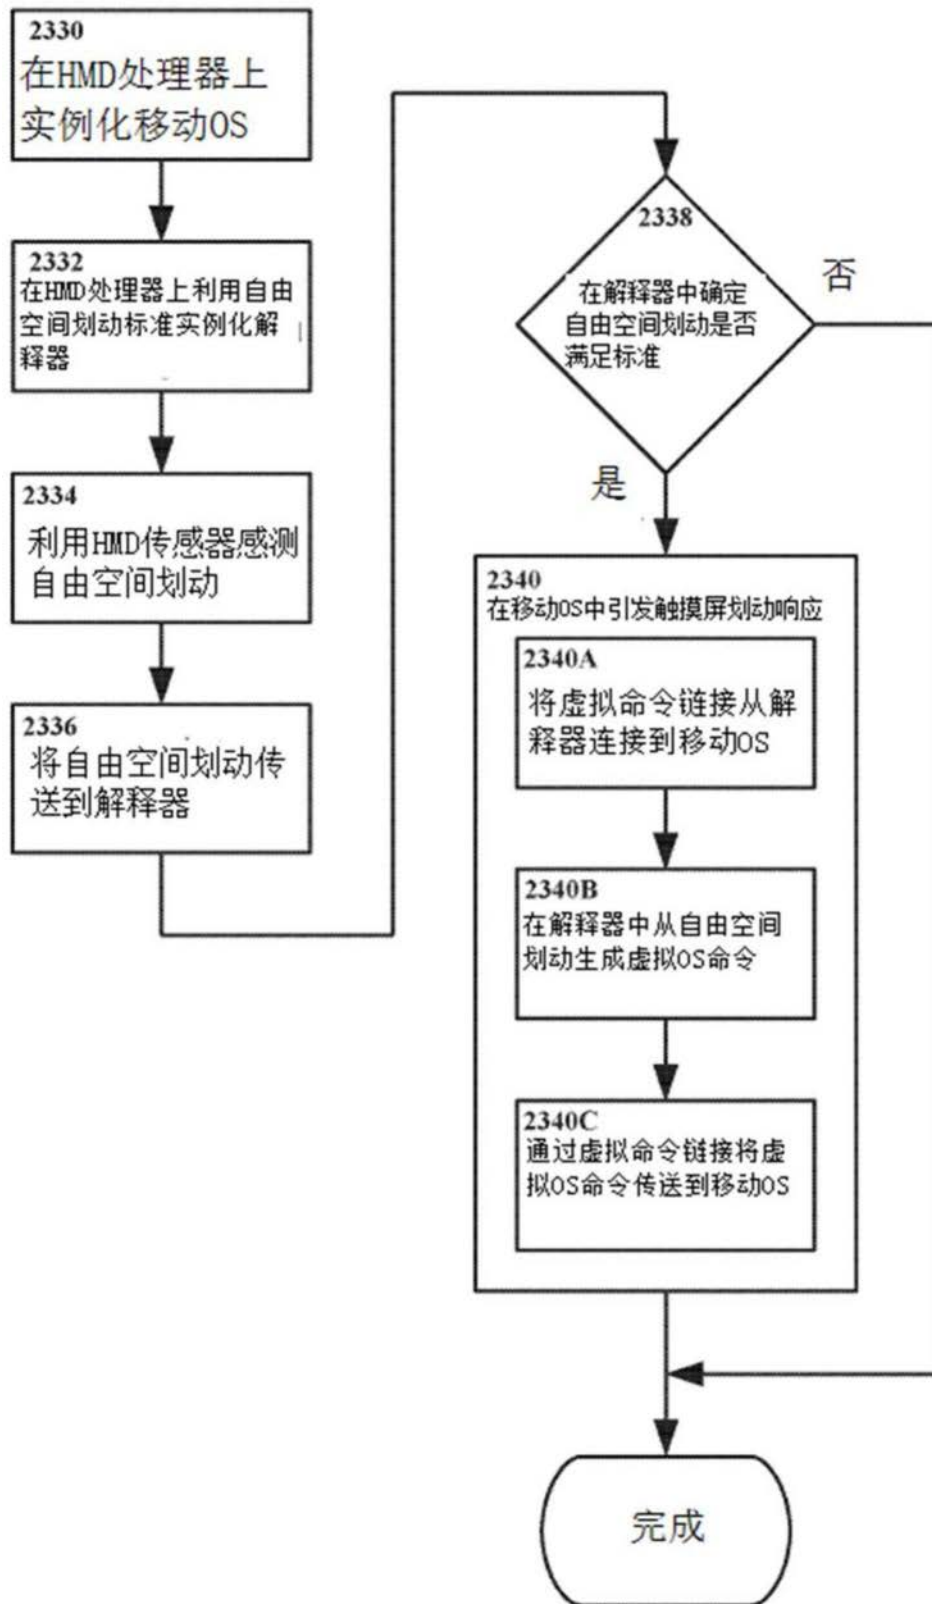 2330
在HMD处理器上
实例化移动OS
2332
在HMD处理器上利用自由
空间划动标准实例化解
释器
2334
利用HMD传感器感测
自由空间划动
2336
将自由空间划动传
送到解释器
2338
在解释器中确定
自由空间划动是否
满足标准
否
是
2340
在移动OS中引发触摸屏划动响应
2340A
将虚拟命令链接从解
释器连接到移动OS
2340B
在解释器中从自由空间
划动生成虚拟OS命令
2340C
通过虚拟命令链接将虚
拟OS命令传送到移动OS
完成